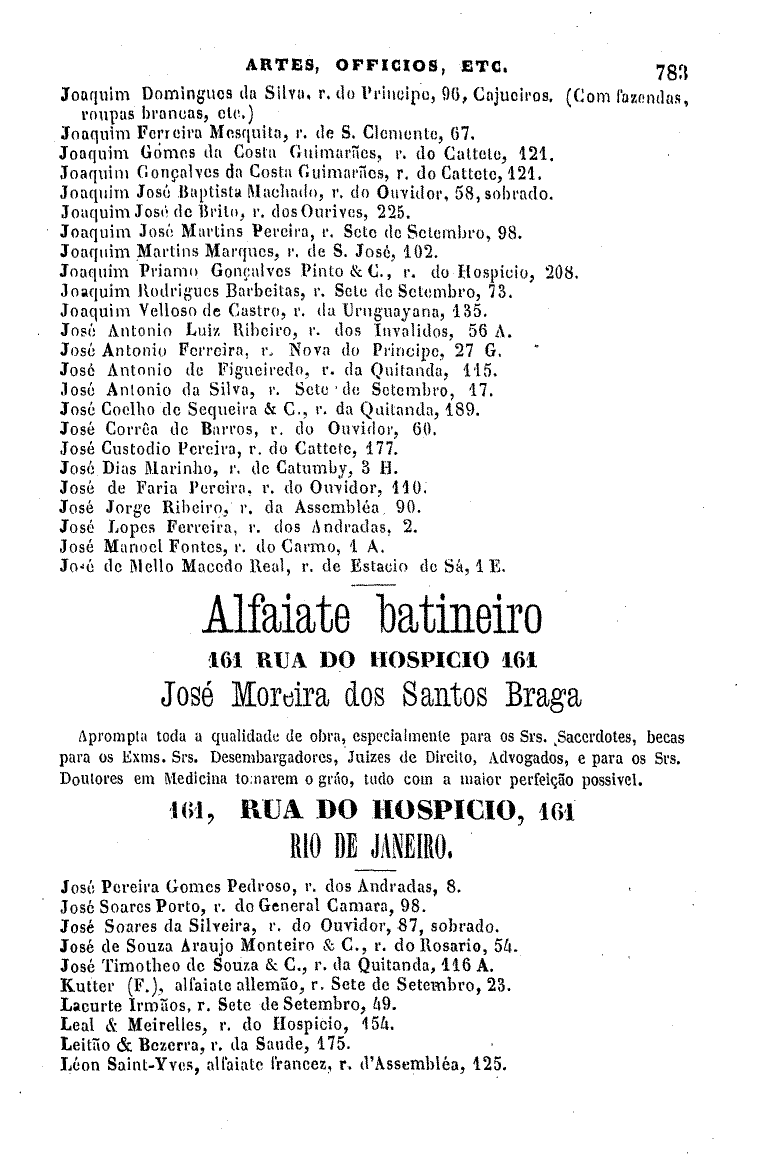 ARTES, OFFICIOS, ETC. 783
Joaquim Domingues da Silva, r. do Principe, 96, Cajueiros. (Com fazendas,
roupas brancas, etc.)
Joaquim Ferreira Mesquita, r. de S. Clemente, 67.
Joaquim Gomes da Costa Guimarães, r. do Cattete, 121.
Joaquim Gonçalves da Costa Guimarães, r. do Cattete, 121.
Joaquim José Baptista Machado, r. do Ouvidor, 58, sobrado.
Joaquim José de Brito, r. dos Ourives, 225.
Joaquim José Martins Pereira, r. Sete de Setembro, 98.
Joaquim Martins Marques, r. de S. José, 102.
Joaquim Priamo Gonçalves Pinto & C., r. do Hospicio, 208.
Joaquim Rodrigues Barbeitas, r. Sete de Setembro, 73.
Joaquim Velloso de Castro, r. da Uruguayana, 135.
José Antonio Luiz Ribeiro, r. dos Invalidos, 56 A.
José Antonio Ferreira, r. Nova do Principe, 27 G.
José Antonio de Figueiredo, r. da Quitanda, 115.
José Antonio da Silva, r. Sete de Setembro, 17.
José Coelho de Sequeira & C., r. da Quitanda, 189.
José Corrêa de Barros, r. do Ouvidor, 60.
José Custodio Pereira, r. do Cattete, 177.
José Dias Marinho, r. de Catumby, 3 H.
José de Faria Pereira, r. do Ouvidor, 110.
José Jorge Ribeiro, r. da Assembléa 90.
José Lopes Ferreira, r. dos Andradas, 2.
José Manoel Fontes, r. do Carmo, 1 A.
José de Mello Macedo Real, r. de Estacio de Sá, 1 E.
Alfaiate batineiro
161 RUA DO HOSPICIO 161
José Moreira dos Santos Braga
Aprompta toda a qualidade de obra, especialmente para os Srs. Sacerdotes, becas
para os Exms. Srs. Desembargadores, Juizes de Direito, Advogados, e para os Srs.
Doutores em Medicina tomarem o gráo, tudo com a maior perfeição possivel.
161, RUA DO HOSPICIO, 161
RIO DE JANEIRO.
José Pereira Gomes Pedroso, r. dos Andradas, 8.
José Soares Porto, r. do General Camara, 98.
José Soares da Silveira, r. do Ouvidor, 87, sobrado.
José de Souza Araujo Monteiro & C., r. do Rosario, 54.
José Timotheo de Souza & C., r. da Quitanda, 116 A.
Kutter (F.), alfaiate allemão, r. Sete de Setembro, 23.
Lacurte Irmãos, r. Sete de Setembro, 49.
Leal & Meirelles, r. do Hospicio, 154.
Leitão & Bezerra, r. da Saude, 175.
Léon Saint-Yves, alfaiate francez, r. d'Assembléa, 125.